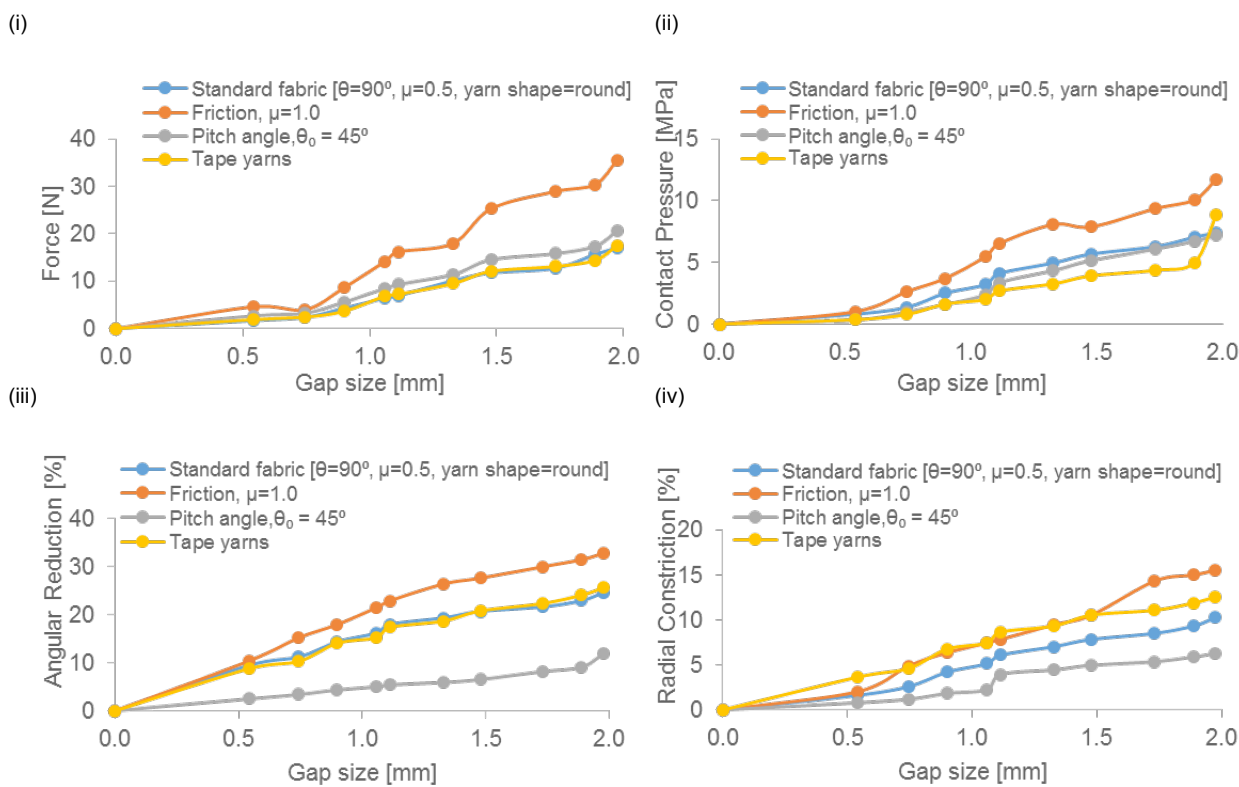 (i)
Standard fabric [θ=90º, µ=0.5, yarn shape=round]
Friction, µ=1.0
Pitch angle,θ₀ = 45º
Tape yarns
Force [N]
40
30
20
10
0
0.0 0.5 1.0 1.5 2.0
Gap size [mm]
(ii)
Standard fabric [θ=90º, µ=0.5, yarn shape=round]
Friction, µ=1.0
Pitch angle,θ₀ = 45º
Tape yarns
Contact Pressure [MPa]
15
10
5
0
0.0 0.5 1.0 1.5 2.0
Gap size [mm]
(iii)
Standard fabric [θ=90º, µ=0.5, yarn shape=round]
Friction, µ=1.0
Pitch angle,θ₀ = 45º
Tape yarns
Angular Reduction [%]
40
30
20
10
0
0.0 0.5 1.0 1.5 2.0
Gap size [mm]
(iv)
Standard fabric [θ=90º, µ=0.5, yarn shape=round]
Friction, µ=1.0
Pitch angle,θ₀ = 45º
Tape yarns
Radial Constriction [%]
20
15
10
5
0
0.0 0.5 1.0 1.5 2.0
Gap size [mm]